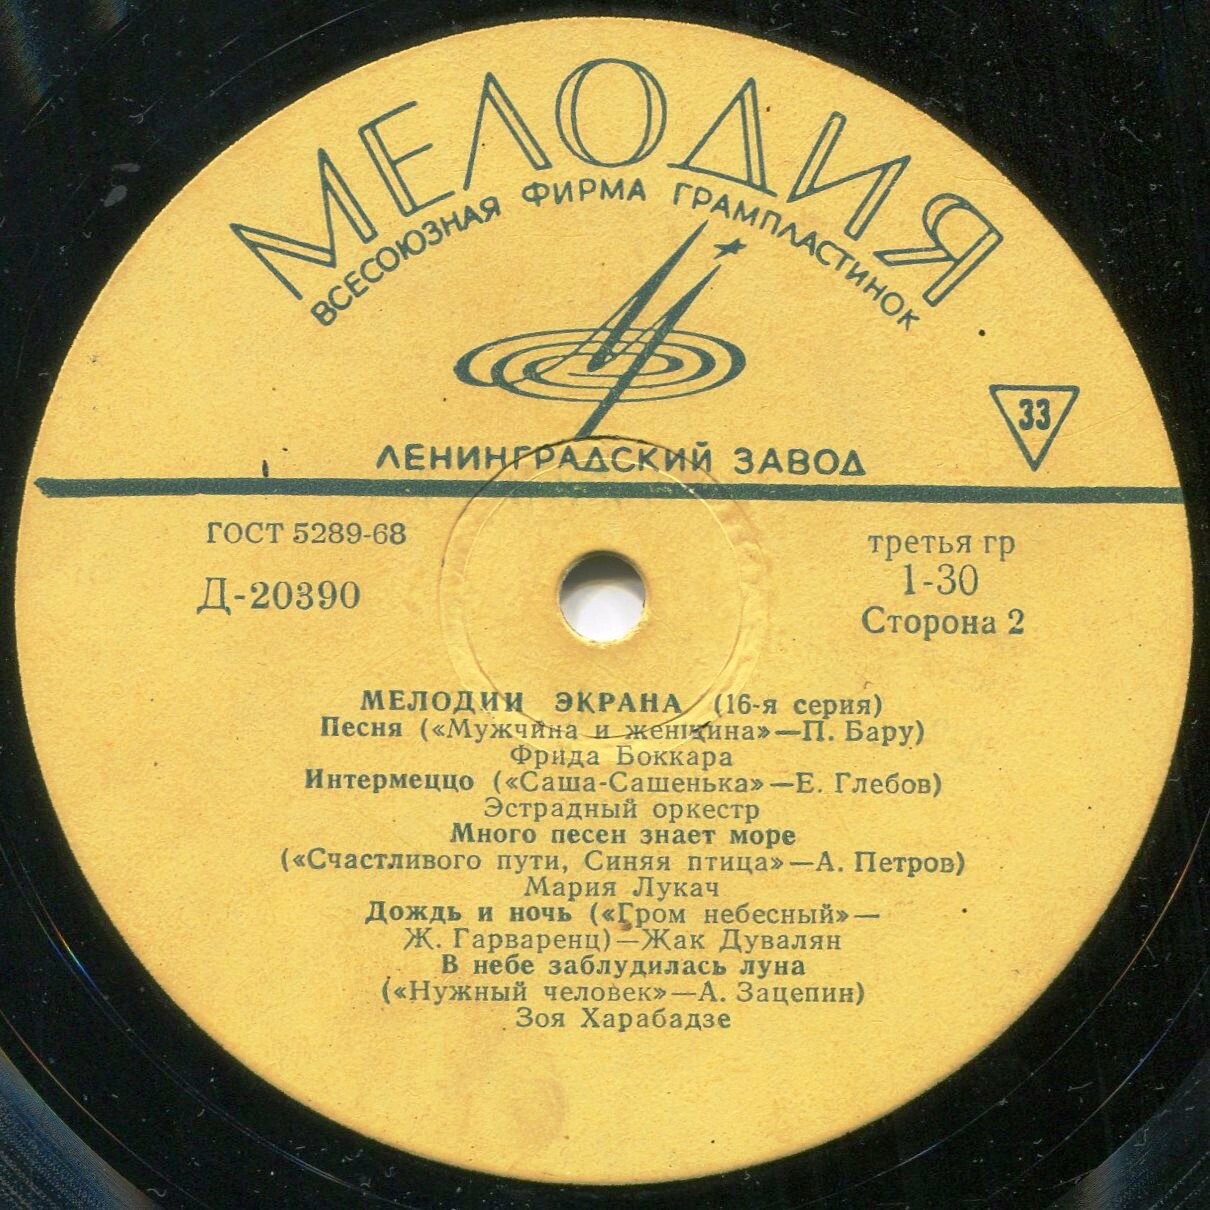 МЕЛОДИЯ
ВСЕСОЮЗНАЯ ФИРМА ГРАМПЛАСТИНОК
33
ЛЕНИНГРАДСКИЙ ЗАВОД
ГОСТ 5289-68
третья гр
Д-20390
1-30
Сторона 2
МЕЛОДИИ ЭКРАНА (16-я серия)
Песня («Мужчина и женщина»—П. Бару)
Фрида Боккара
Интермеццо («Саша-Сашенька»—Е. Глебов)
Эстрадный оркестр
Много песен знает море
(«Счастливого пути, Синяя птица»—А. Петров)
Мария Лукач
Дождь и ночь («Гром небесный»—
Ж. Гарваренц)—Жак Дувалян
В небе заблудилась луна
(«Нужный человек»—А. Зацепин)
Зоя Харабадзе